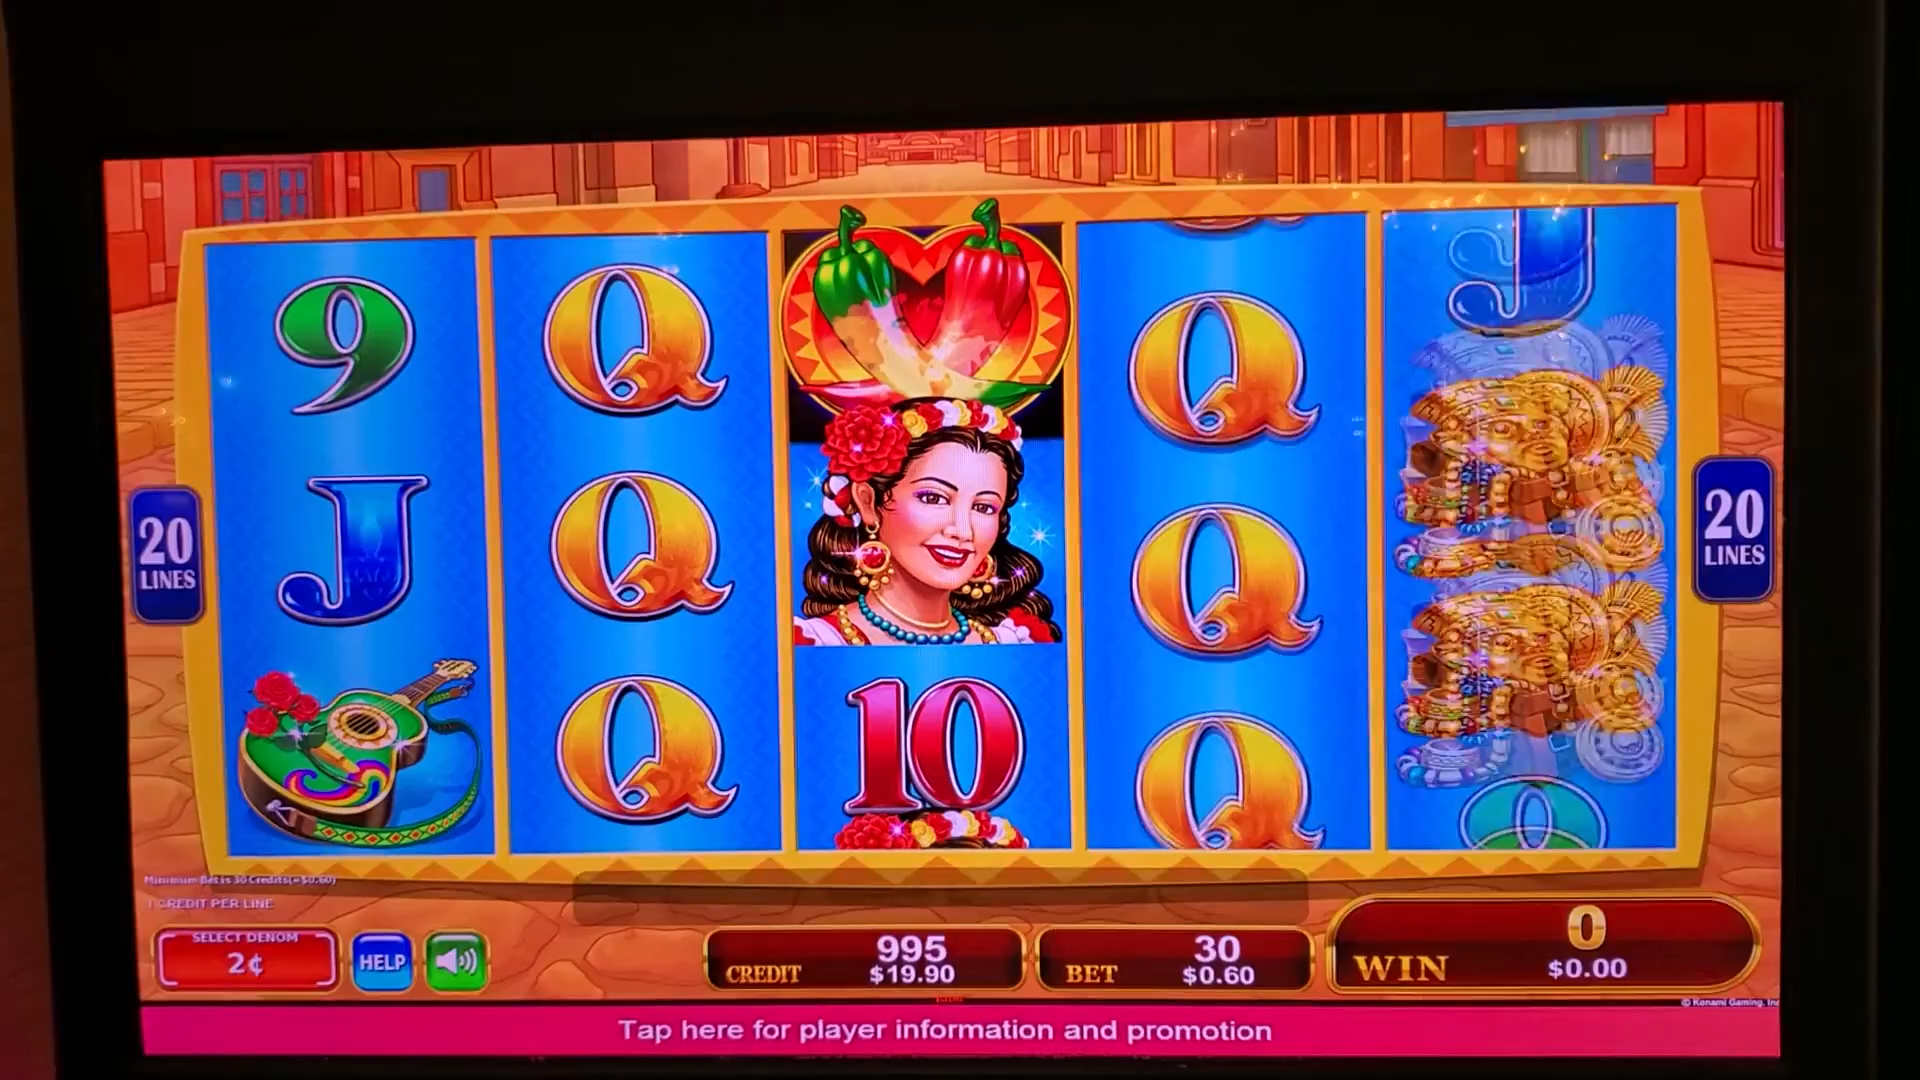 9 Q Q J
20 LINES
J Q Q
20 LINES
Q 10 Q
Minimum Bet is 30 Credits(=$0.60)
1 CREDIT PER LINE
SELECT DENOM
2¢
HELP
CREDIT
995
$19.90
BET
30
$0.60
WIN
0
$0.00
© Konami Gaming, Inc
Tap here for player information and promotion